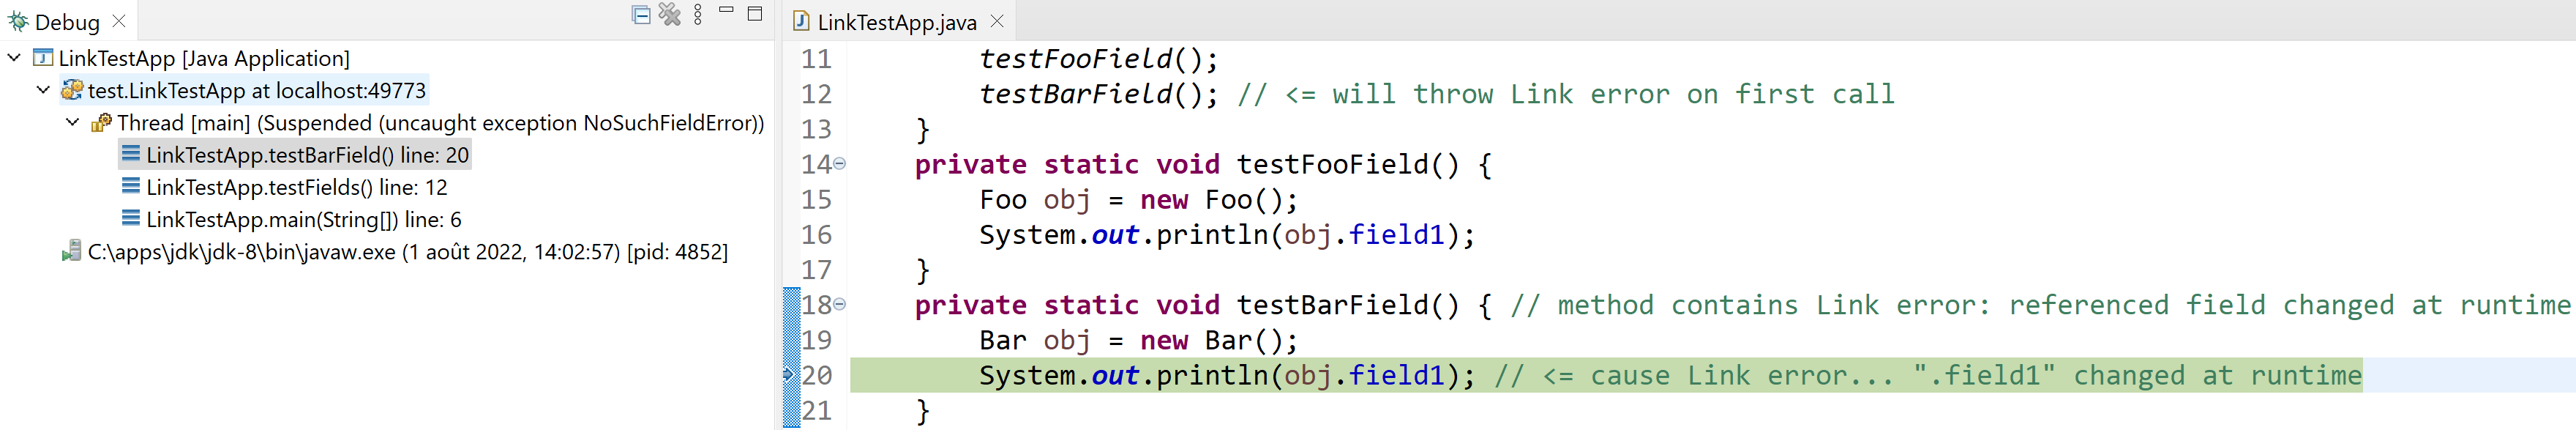 Debug
LinkTestApp [Java Application]
test.LinkTestApp at localhost:49773
Thread [main] (Suspended (uncaught exception NoSuchFieldError))
LinkTestApp.testBarField() line: 20
LinkTestApp.testFields() line: 12
LinkTestApp.main(String[]) line: 6
C:\apps\jdk\jdk-8\bin\javaw.exe (1 août 2022, 14:02:57) [pid: 4852]
LinkTestApp.java
11 testFooField();
12 testBarField(); // <= will throw Link error on first call
13 }
14 private static void testFooField() {
15 Foo obj = new Foo();
16 System.out.println(obj.field1);
17 }
18 private static void testBarField() { // method contains Link error: referenced field changed at runtime
19 Bar obj = new Bar();
20 System.out.println(obj.field1); // <= cause Link error... ".field1" changed at runtime
21 }